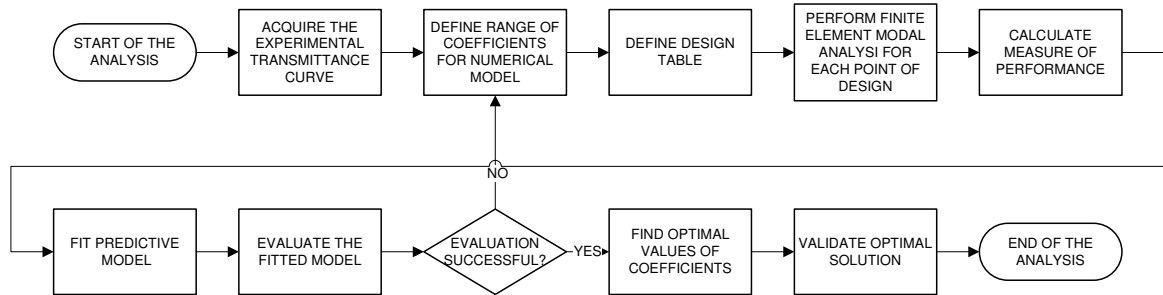 START OF THE
ANALYSIS
ACQUIRE THE
EXPERIMENTAL
TRANSMITTANCE
CURVE
DEFINE RANGE OF
COEFFICIENTS
FOR NUMERICAL
MODEL
DEFINE DESIGN
TABLE
PERFORM FINITE
ELEMENT MODAL
ANALYSI FOR
EACH POINT OF
DESIGN
CALCULATE
MEASURE OF
PERFORMANCE
NO
FIT PREDICTIVE
MODEL
EVALUATE THE
FITTED MODEL
EVALUATION
SUCCESSFUL?
YES
FIND OPTIMAL
VALUES OF
COEFFICIENTS
VALIDATE OPTIMAL
SOLUTION
END OF THE
ANALYSIS